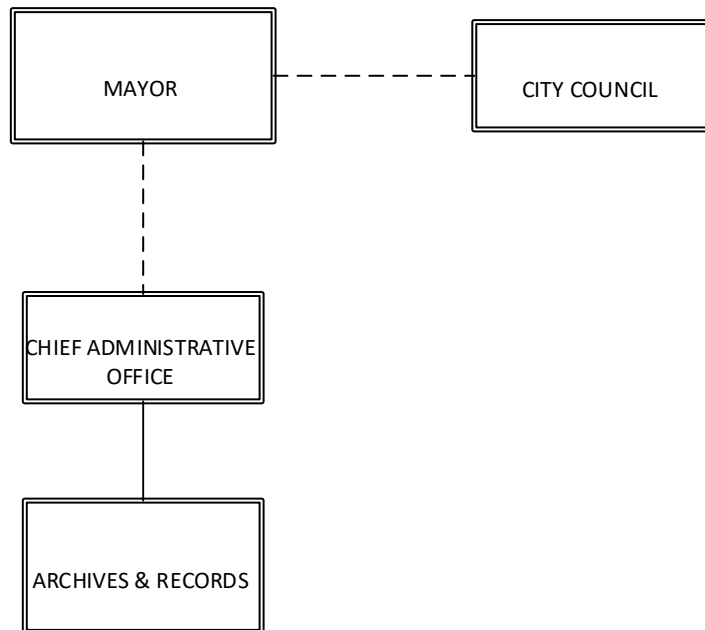 MAYOR
CITY COUNCIL
CHIEF ADMINISTRATIVE
OFFICE
ARCHIVES & RECORDS